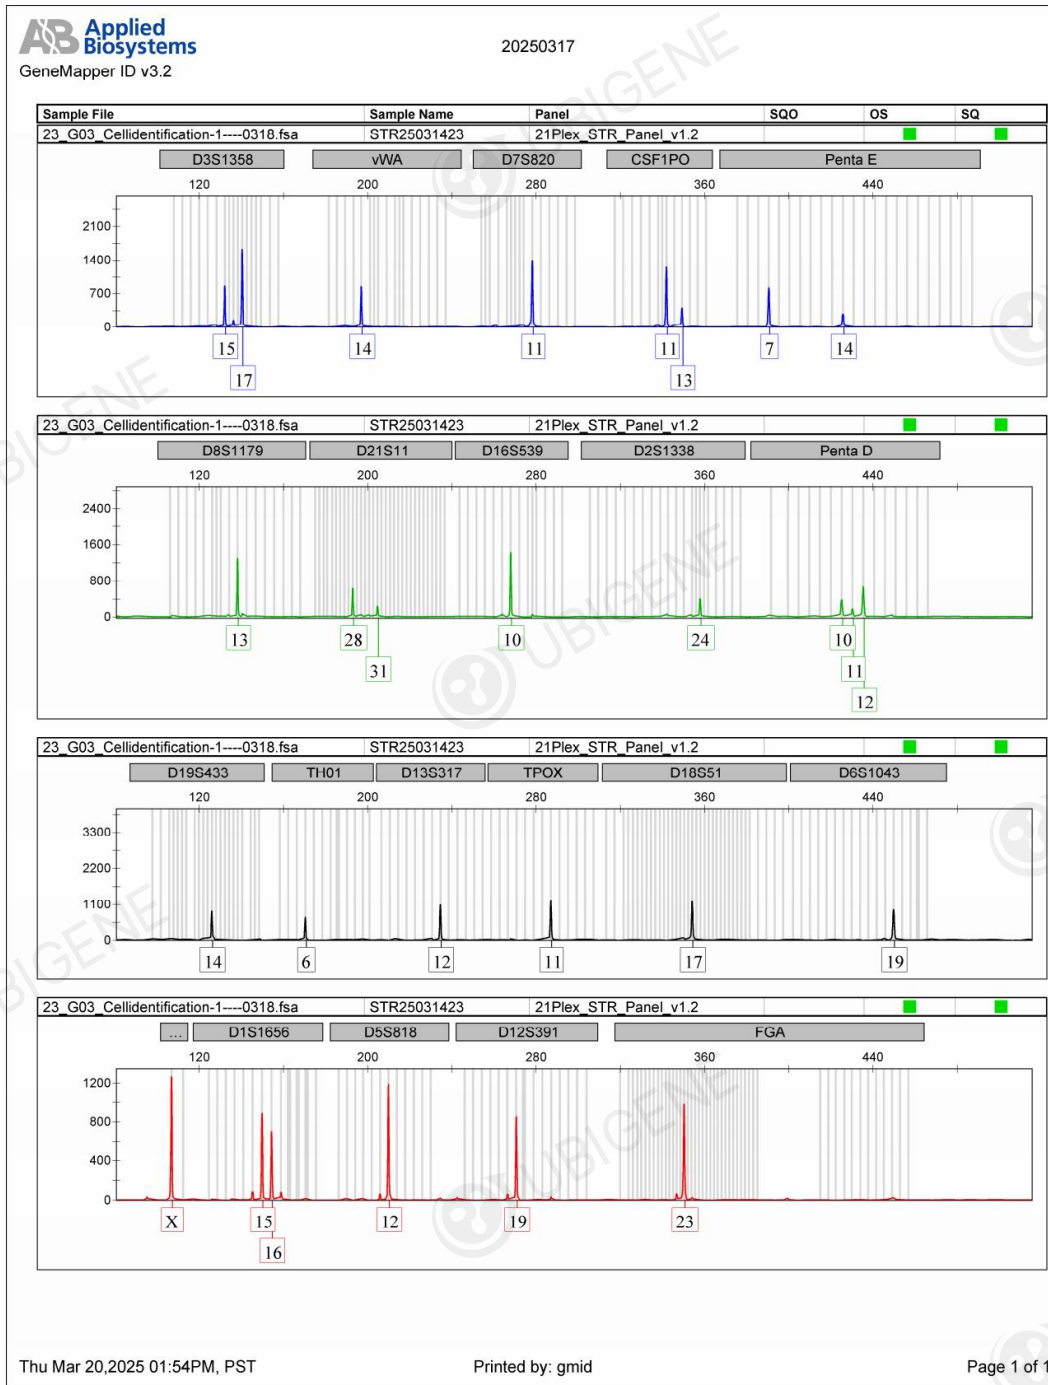 AB Applied Biosystems
GeneMapper ID v3.2
20250317
Sample File Sample Name Panel SQO OS SQ
23_G03_Cellidentification-1----0318.fsa STR25031423 21Plex_STR_Panel_v1.2
D3S1358 vWA D7S820 CSF1PO Penta E
120 200 280 360 440
2100
1400
700
0
15 14 11 11 7 14
17 13
23_G03_Cellidentification-1----0318.fsa STR25031423 21Plex_STR_Panel_v1.2
D8S1179 D21S11 D16S539 D2S1338 Penta D
120 200 280 360 440
2400
1600
800
0
13 28 10 24 10
31 11
12
23_G03_Cellidentification-1----0318.fsa STR25031423 21Plex_STR_Panel_v1.2
D19S433 TH01 D13S317 TPOX D18S51 D6S1043
120 200 280 360 440
3300
2200
1100
0
14 6 12 11 17 19
23_G03_Cellidentification-1----0318.fsa STR25031423 21Plex_STR_Panel_v1.2
... D1S1656 D5S818 D12S391 FGA
120 200 280 360 440
1200
800
400
0
X 15 12 19 23
16
Thu Mar 20,2025 01:54PM, PST Printed by: gmid Page 1 of 1
UBIGENE
UBIGENE
UBIGENE
UBIGENE
UBIGENE